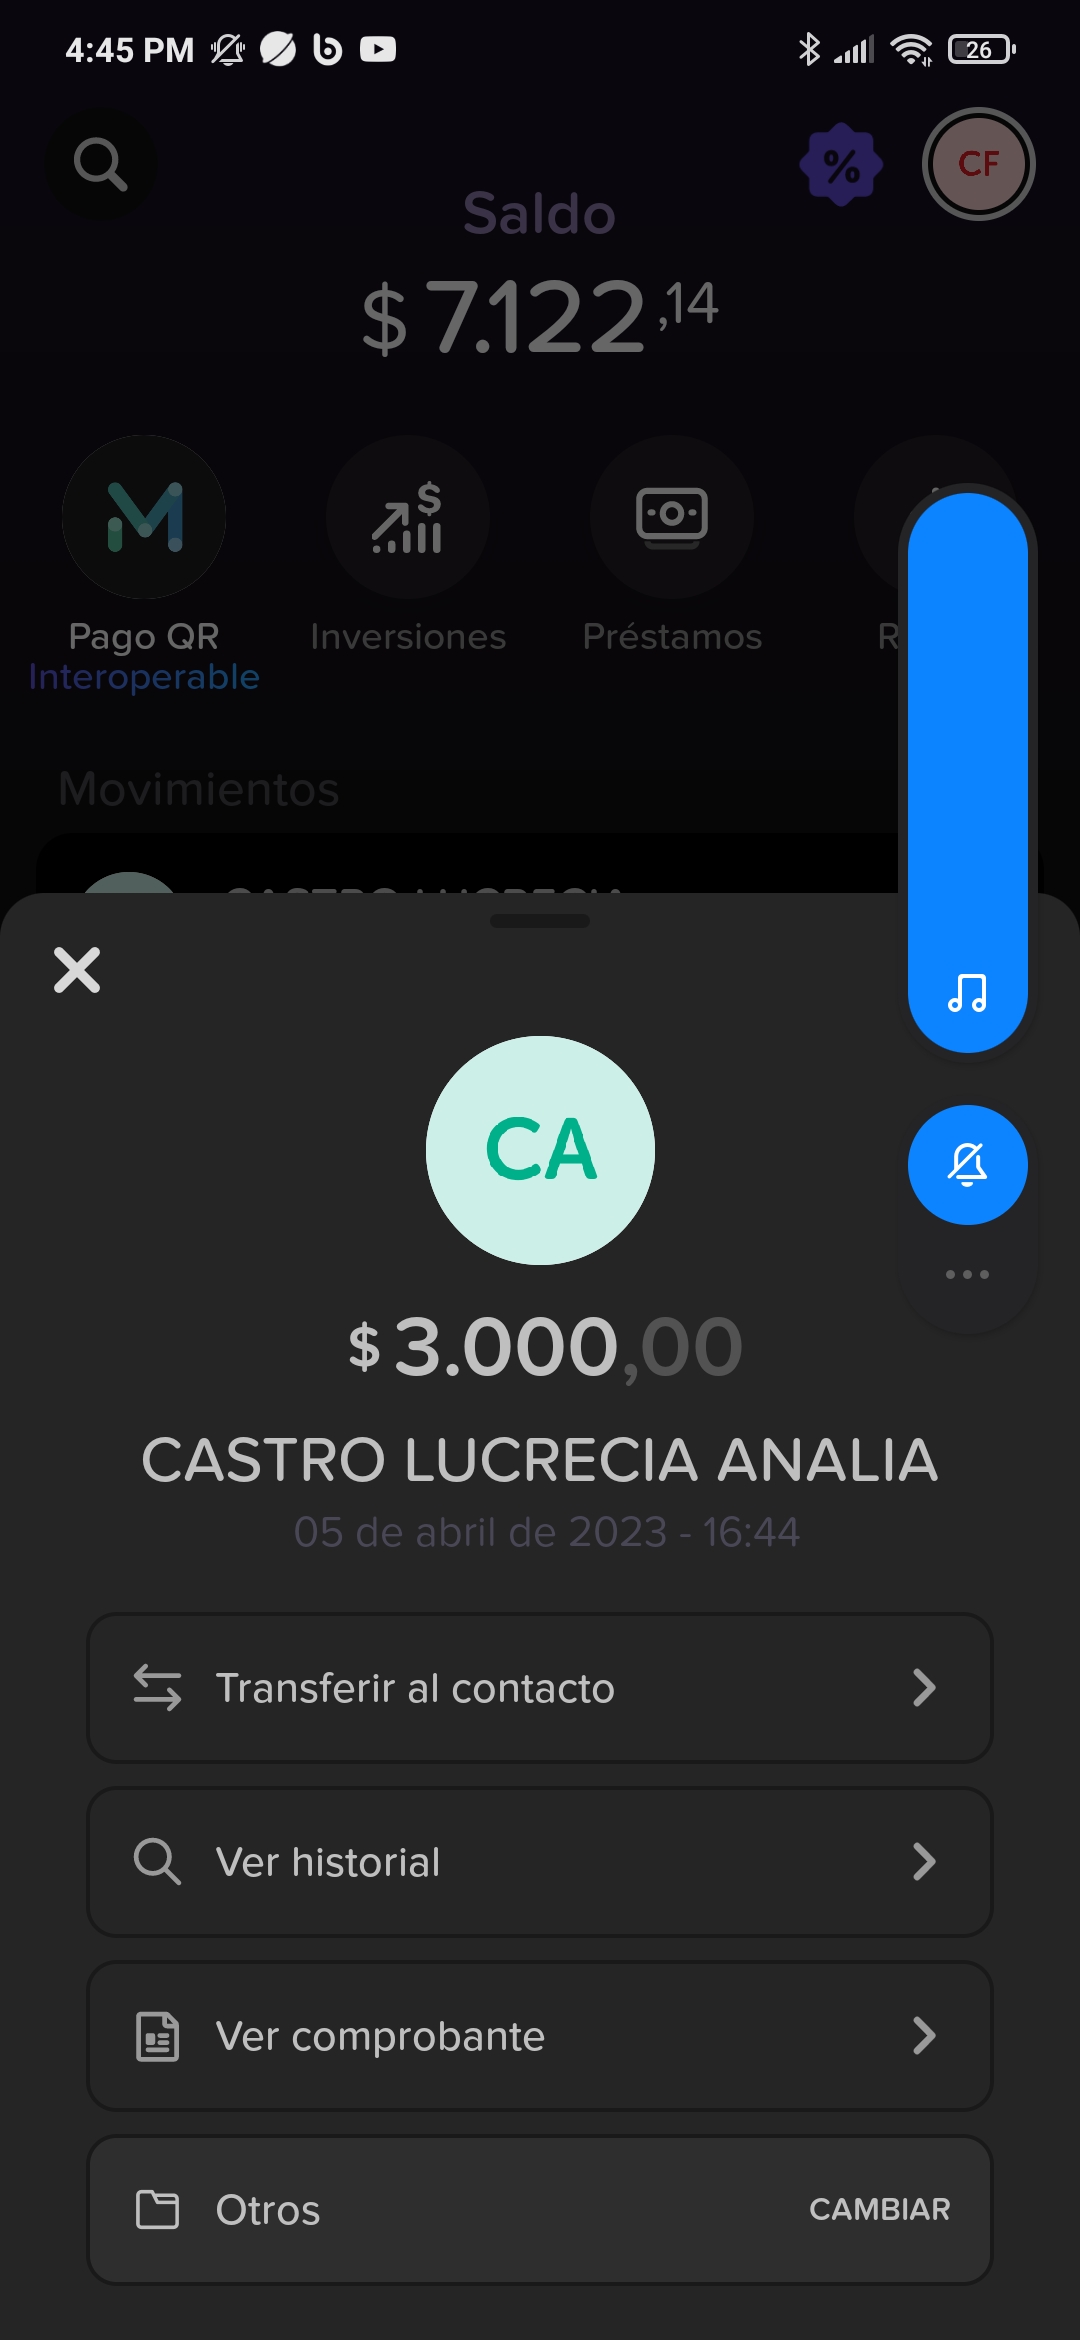 4:45 PM
26
%
CF
Saldo
$ 7.122,14
Pago QR
Interoperable
Inversiones
Préstamos
Movimientos
CA
$ 3.000,00
CASTRO LUCRECIA ANALIA
05 de abril de 2023 - 16:44
Transferir al contacto
Ver historial
Ver comprobante
Otros
CAMBIAR